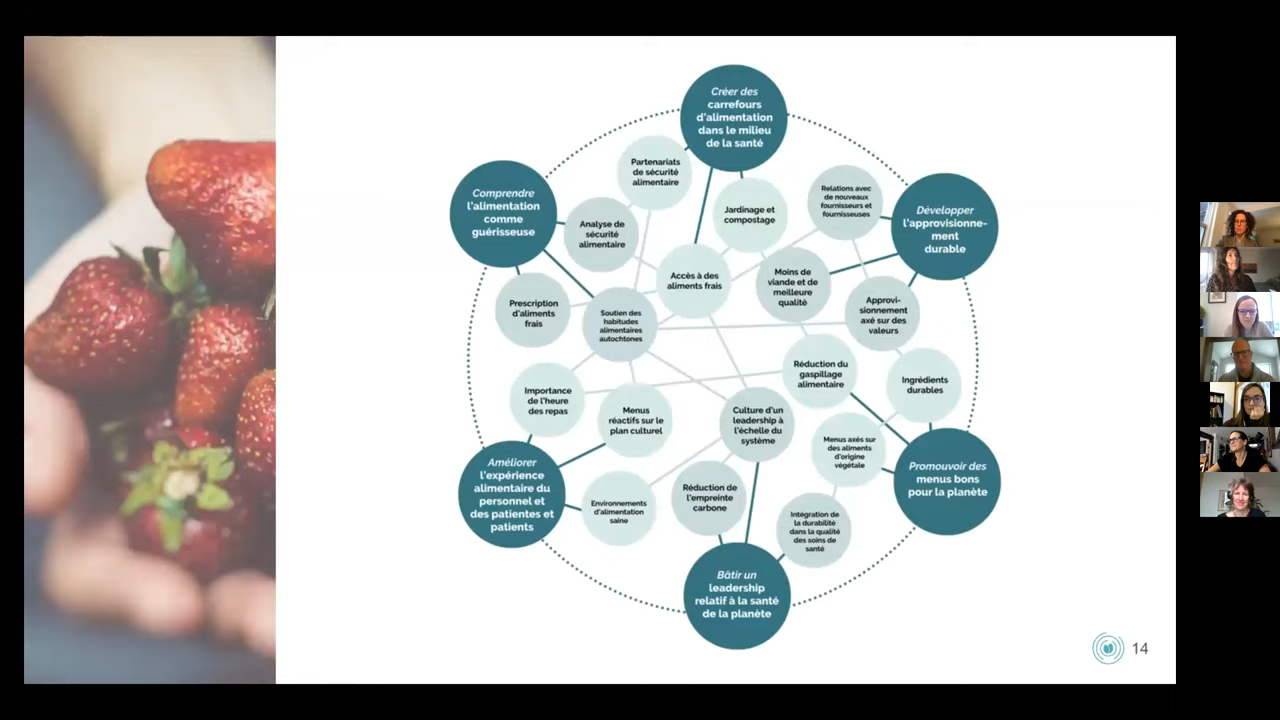 Créer des
carrefours
d'alimentation
dans le milieu
de la santé
Partenariats
de sécurité
alimentaire
Comprendre
l'alimentation
comme
guérisseuse
Analyse de
sécurité
alimentaire
Jardinage et
compostage
Relations avec
de nouveaux
fournisseurs et
fournisseuses
Développer
l'approvisionne-
ment
durable
Accès à des
aliments frais
Moins de
viande et de
meilleure
qualité
Prescription
d'aliments
frais
Soutien des
habitudes
alimentaires
autochtones
Approvi-
sionnement
axé sur des
valeurs
Réduction du
gaspillage
alimentaire
Ingrédients
durables
Importance
de l'heure
des repas
Menus
réactifs sur le
plan culturel
Culture d'un
leadership à
l'échelle du
système
Menus axés sur
des aliments
d'origine
végétale
Améliorer
l'expérience
alimentaire du
personnel et
des patientes et
patients
Promouvoir des
menus bons
pour la planète
Environnements
d'alimentation
saine
Réduction de
l'empreinte
carbone
Intégration de
la durabilité
dans la qualité
des soins de
santé
Bâtir un
leadership
relatif à la santé
de la planète
14